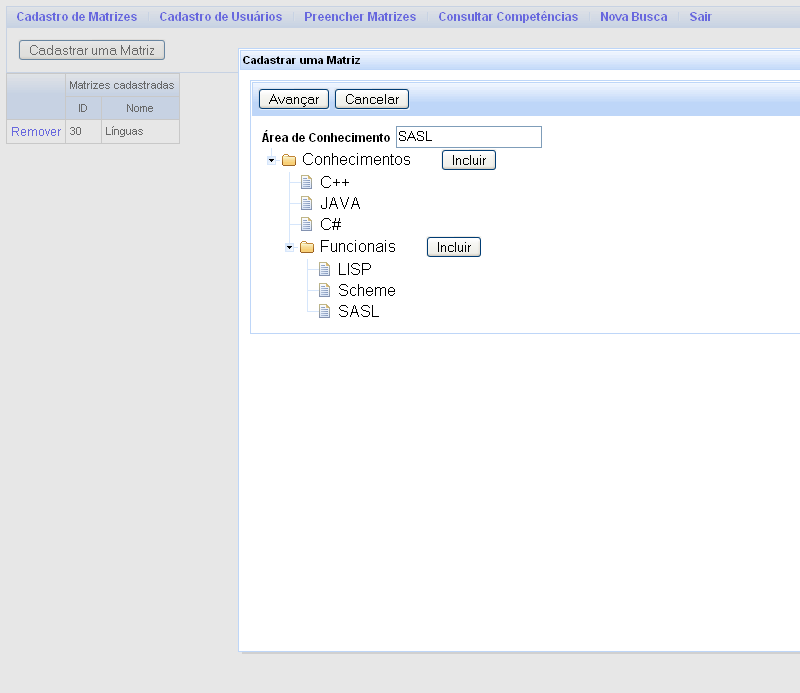 Cadastro de Matrizes Cadastro de Usuários Preencher Matrizes Consultar Competências Nova Busca Sair
Cadastrar uma Matriz
Matrizes cadastradas
ID Nome
Remover 30 Línguas
Cadastrar uma Matriz
Avançar Cancelar
Área de Conhecimento SASL
Conhecimentos Incluir
C++
JAVA
C#
Funcionais Incluir
LISP
Scheme
SASL